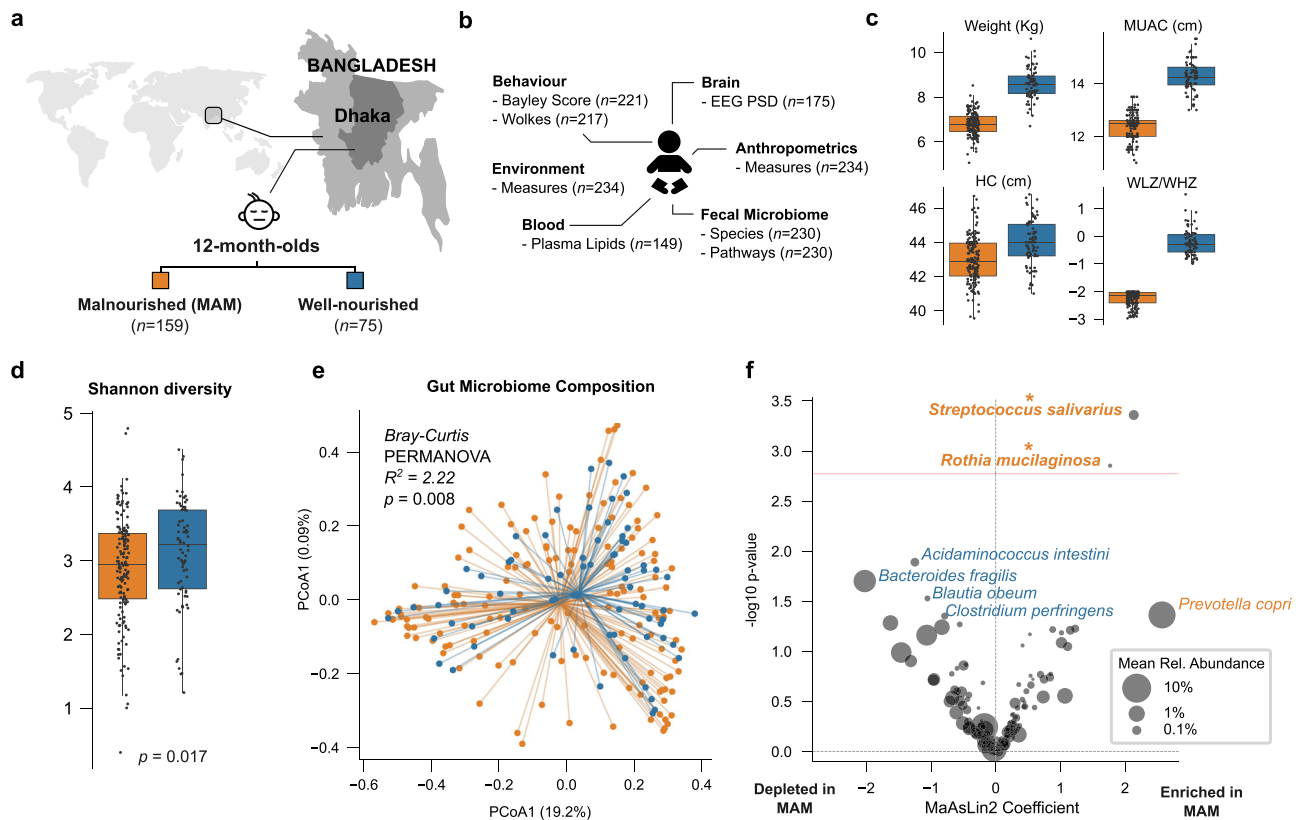 a
BANGLADESH
Dhaka
12-month-olds
Malnourished (MAM)
(n=159)
Well-nourished
(n=75)
b
Behaviour
- Bayley Score (n=221)
- Wolkes (n=217)
Brain
- EEG PSD (n=175)
Environment
- Measures (n=234)
Anthropometrics
- Measures (n=234)
Blood
- Plasma Lipids (n=149)
Fecal Microbiome
- Species (n=230)
- Pathways (n=230)
c
Weight (Kg)
10
8
6
MUAC (cm)
14
12
HC (cm)
46
44
42
40
WLZ/WHZ
1
0
−1
−2
−3
d
Shannon diversity
5
4
3
2
1
p = 0.017
e
Gut Microbiome Composition
Bray-Curtis
PERMANOVA
R² = 2.22
p = 0.008
PCoA1 (0.09%)
0.4
0.2
0.0
−0.2
−0.4
−0.6 −0.4 −0.2 0.0 0.2 0.4
PCoA1 (19.2%)
f
-log10 p-value
3.5
3.0
2.5
2.0
1.5
1.0
0.5
0.0
*
Streptococcus salivarius
*
Rothia mucilaginosa
Acidaminococcus intestini
Bacteroides fragilis
Blautia obeum
Clostridium perfringens
Prevotella copri
Mean Rel. Abundance
10%
1%
0.1%
−2 −1 0 1 2
Depleted in
MAM
MaAsLin2 Coefficient
Enriched in
MAM